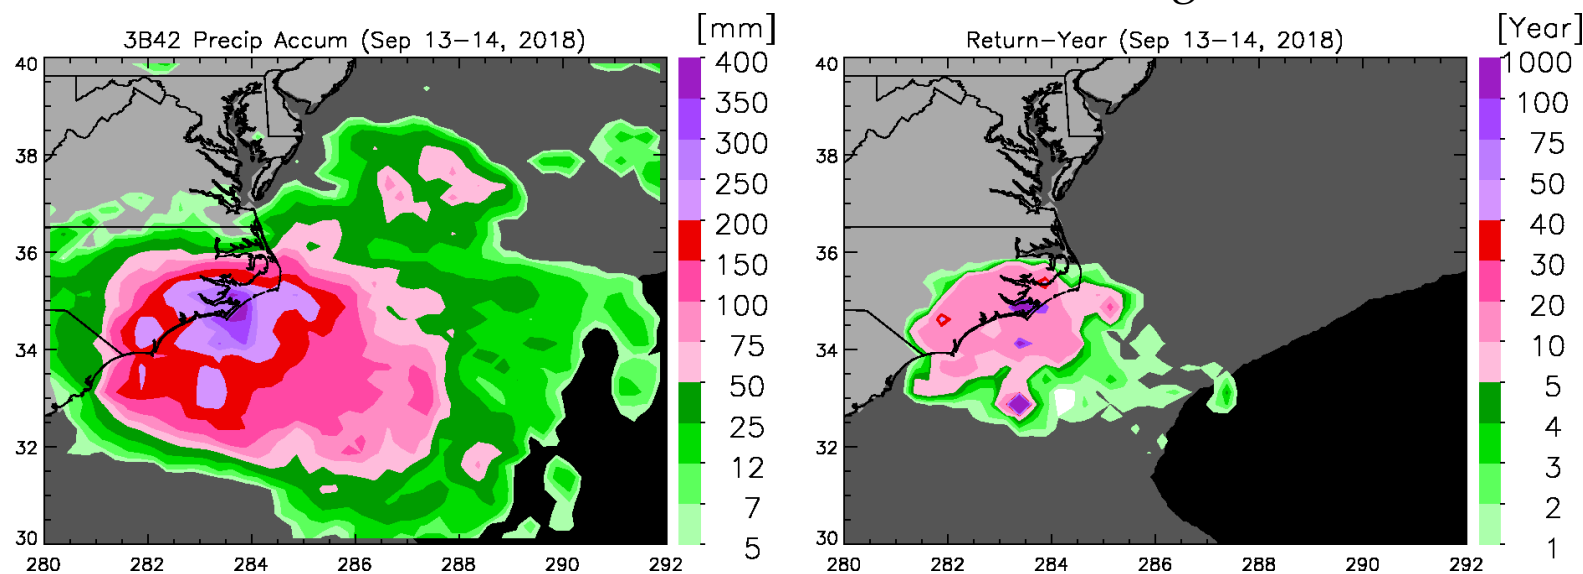 g
[mm] [Year]
3B42 Precip Accum (Sep 13-14, 2018) Return-Year (Sep 13-14, 2018)
40 400 40 1000
350 100
38 300 38 75
250 50
200 40
36 150 36 30
100 20
34 75 34 10
50 5
25 4
32 12 32 3
7 2
30 5 30 1
280 282 284 286 288 290 292 280 282 284 286 288 290 292